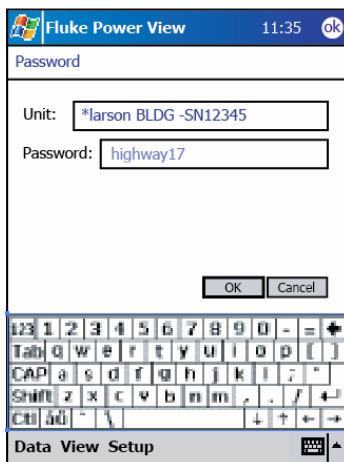 Fluke Power View 11:35 ok
Password
Unit: *larson BLDG -SN12345
Password: highway17
OK Cancel
123 1 2 3 4 5 6 7 8 9 0 - =
Tab q w e r t y u i o p [ ]
CAP a s d f g h j k l ; '
Shift z x c v b n m , . /
Ctl áü ` \
Data View Setup